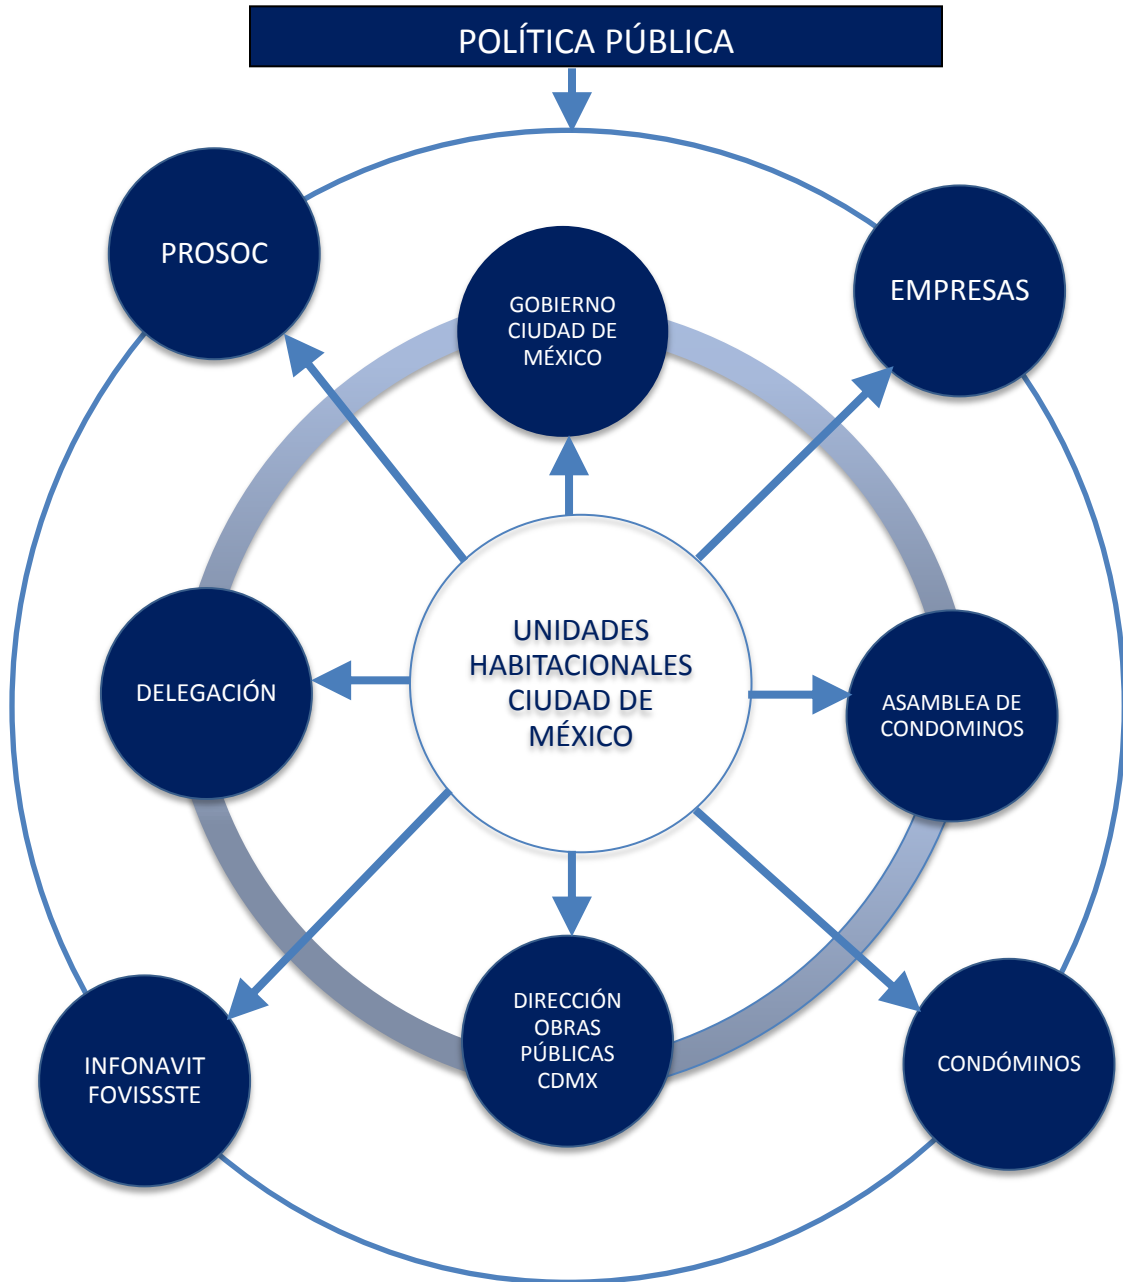 POLÍTICA PÚBLICA
PROSOC
EMPRESAS
GOBIERNO
CIUDAD DE
MÉXICO
UNIDADES
HABITACIONALES
CIUDAD DE
MÉXICO
DELEGACIÓN
ASAMBLEA DE
CONDOMINOS
DIRECCIÓN
OBRAS
PÚBLICAS
CDMX
INFONAVIT
FOVISSSTE
CONDÓMINOS